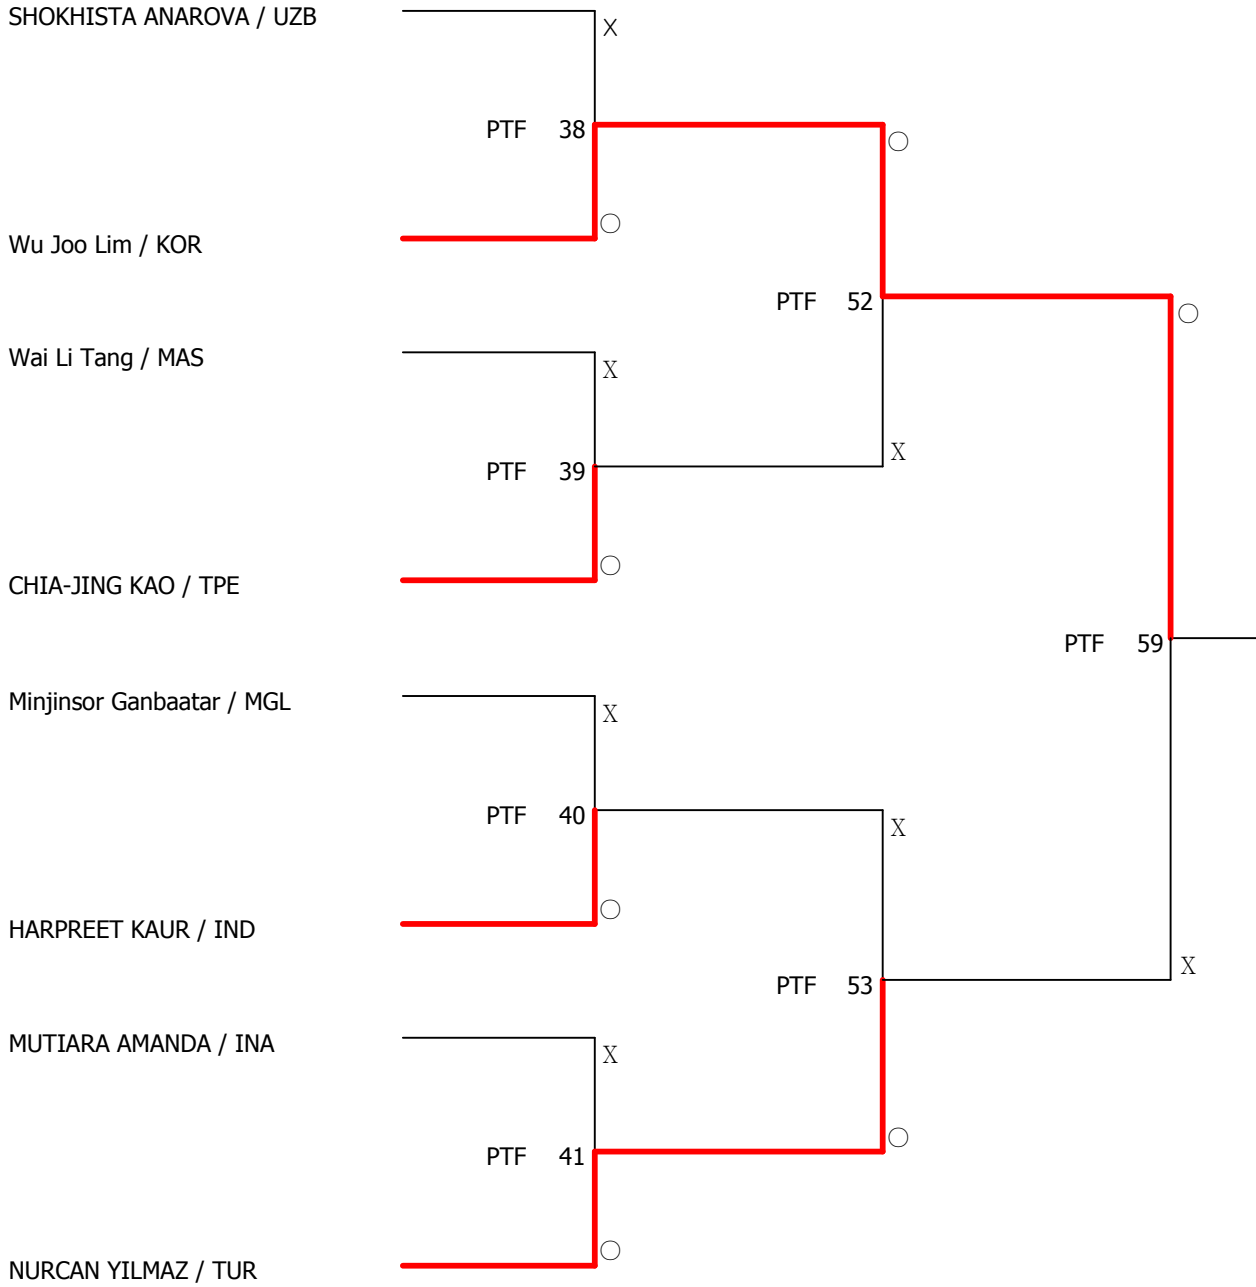 SHOKHISTA ANAROVA / UZB
X
PTF 38
○
○
Wu Joo Lim / KOR
PTF 52
○
Wai Li Tang / MAS
X
X
PTF 39
○
CHIA-JING KAO / TPE
PTF 59
Minjinsor Ganbaatar / MGL
X
PTF 40
X
○
HARPREET KAUR / IND
X
PTF 53
MUTIARA AMANDA / INA
X
○
PTF 41
○
NURCAN YILMAZ / TUR